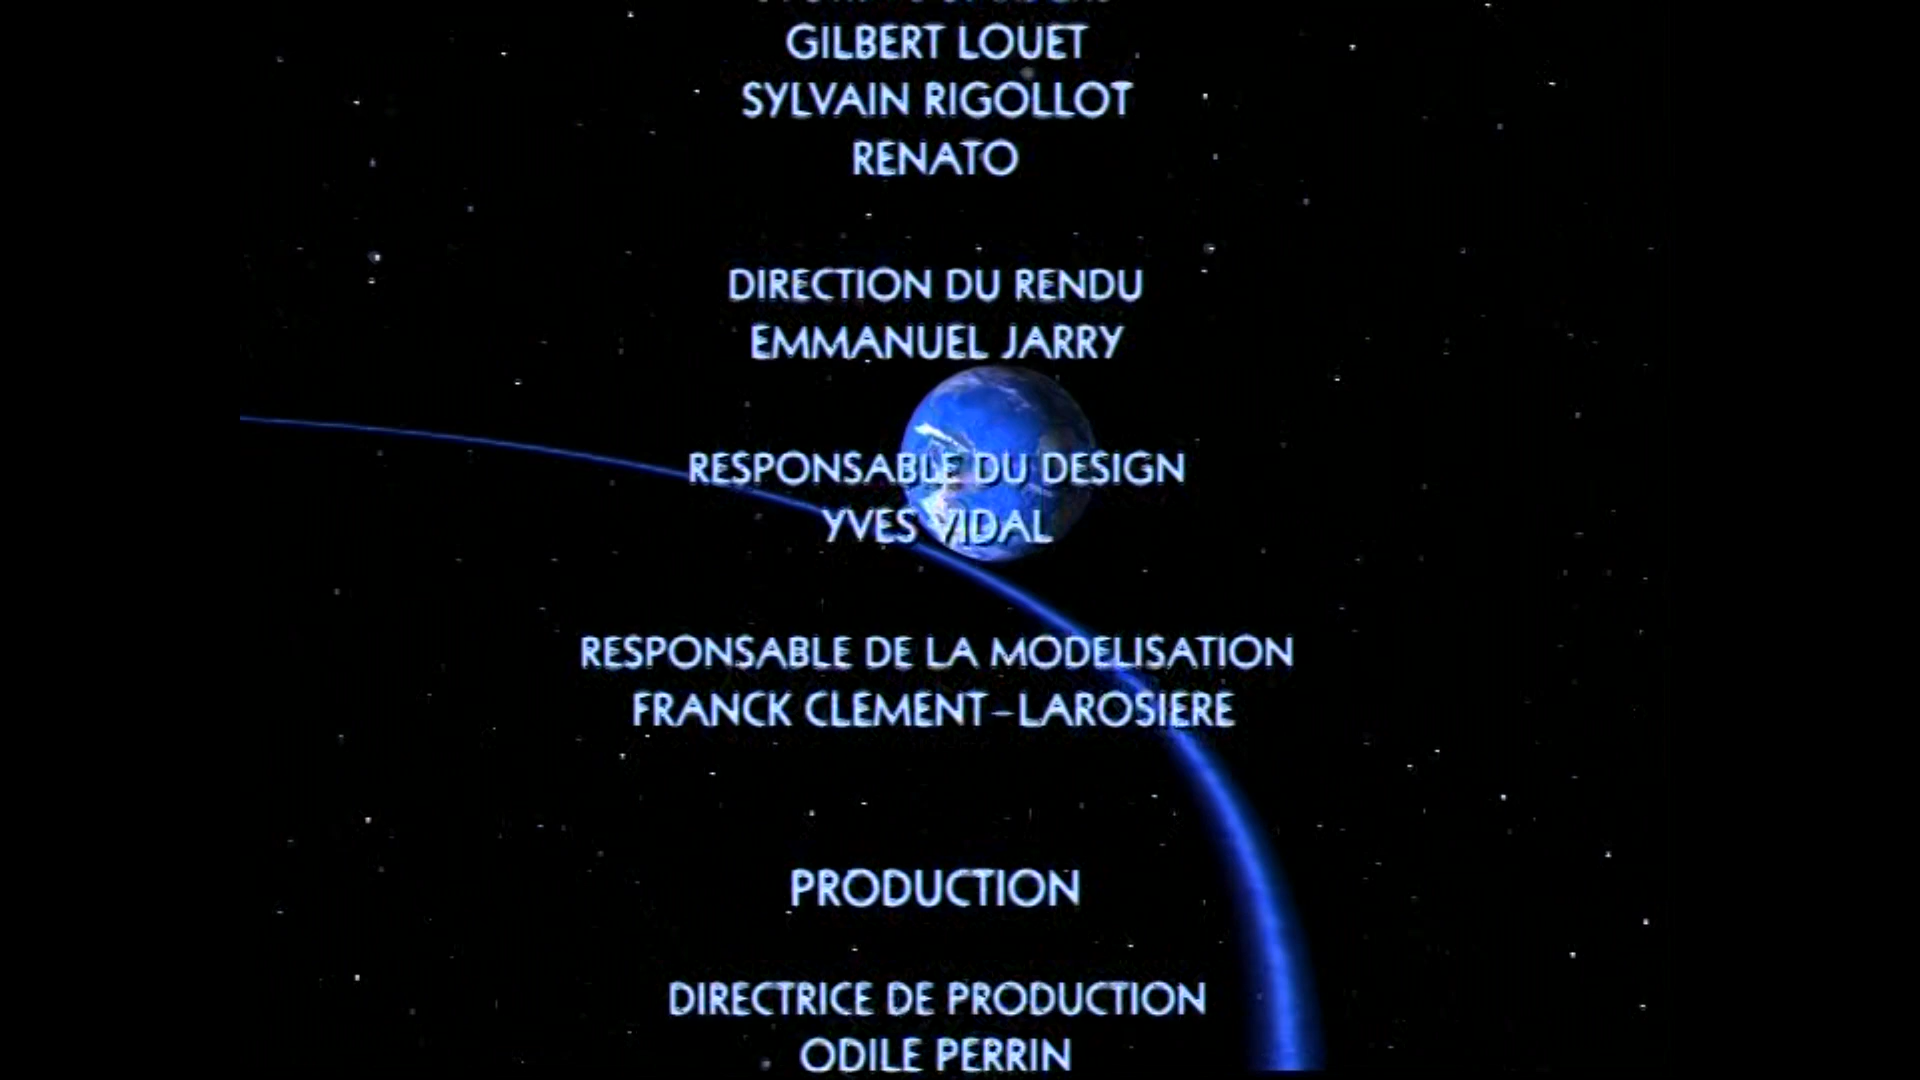 GILBERT LOUET
SYLVAIN RIGOLLOT
RENATO
DIRECTION DU RENDU
EMMANUEL JARRY
RESPONSABLE DU DESIGN
YVES VIDAL
RESPONSABLE DE LA MODELISATION
FRANCK CLEMENT-LAROSIERE
PRODUCTION
DIRECTRICE DE PRODUCTION
ODILE PERRIN